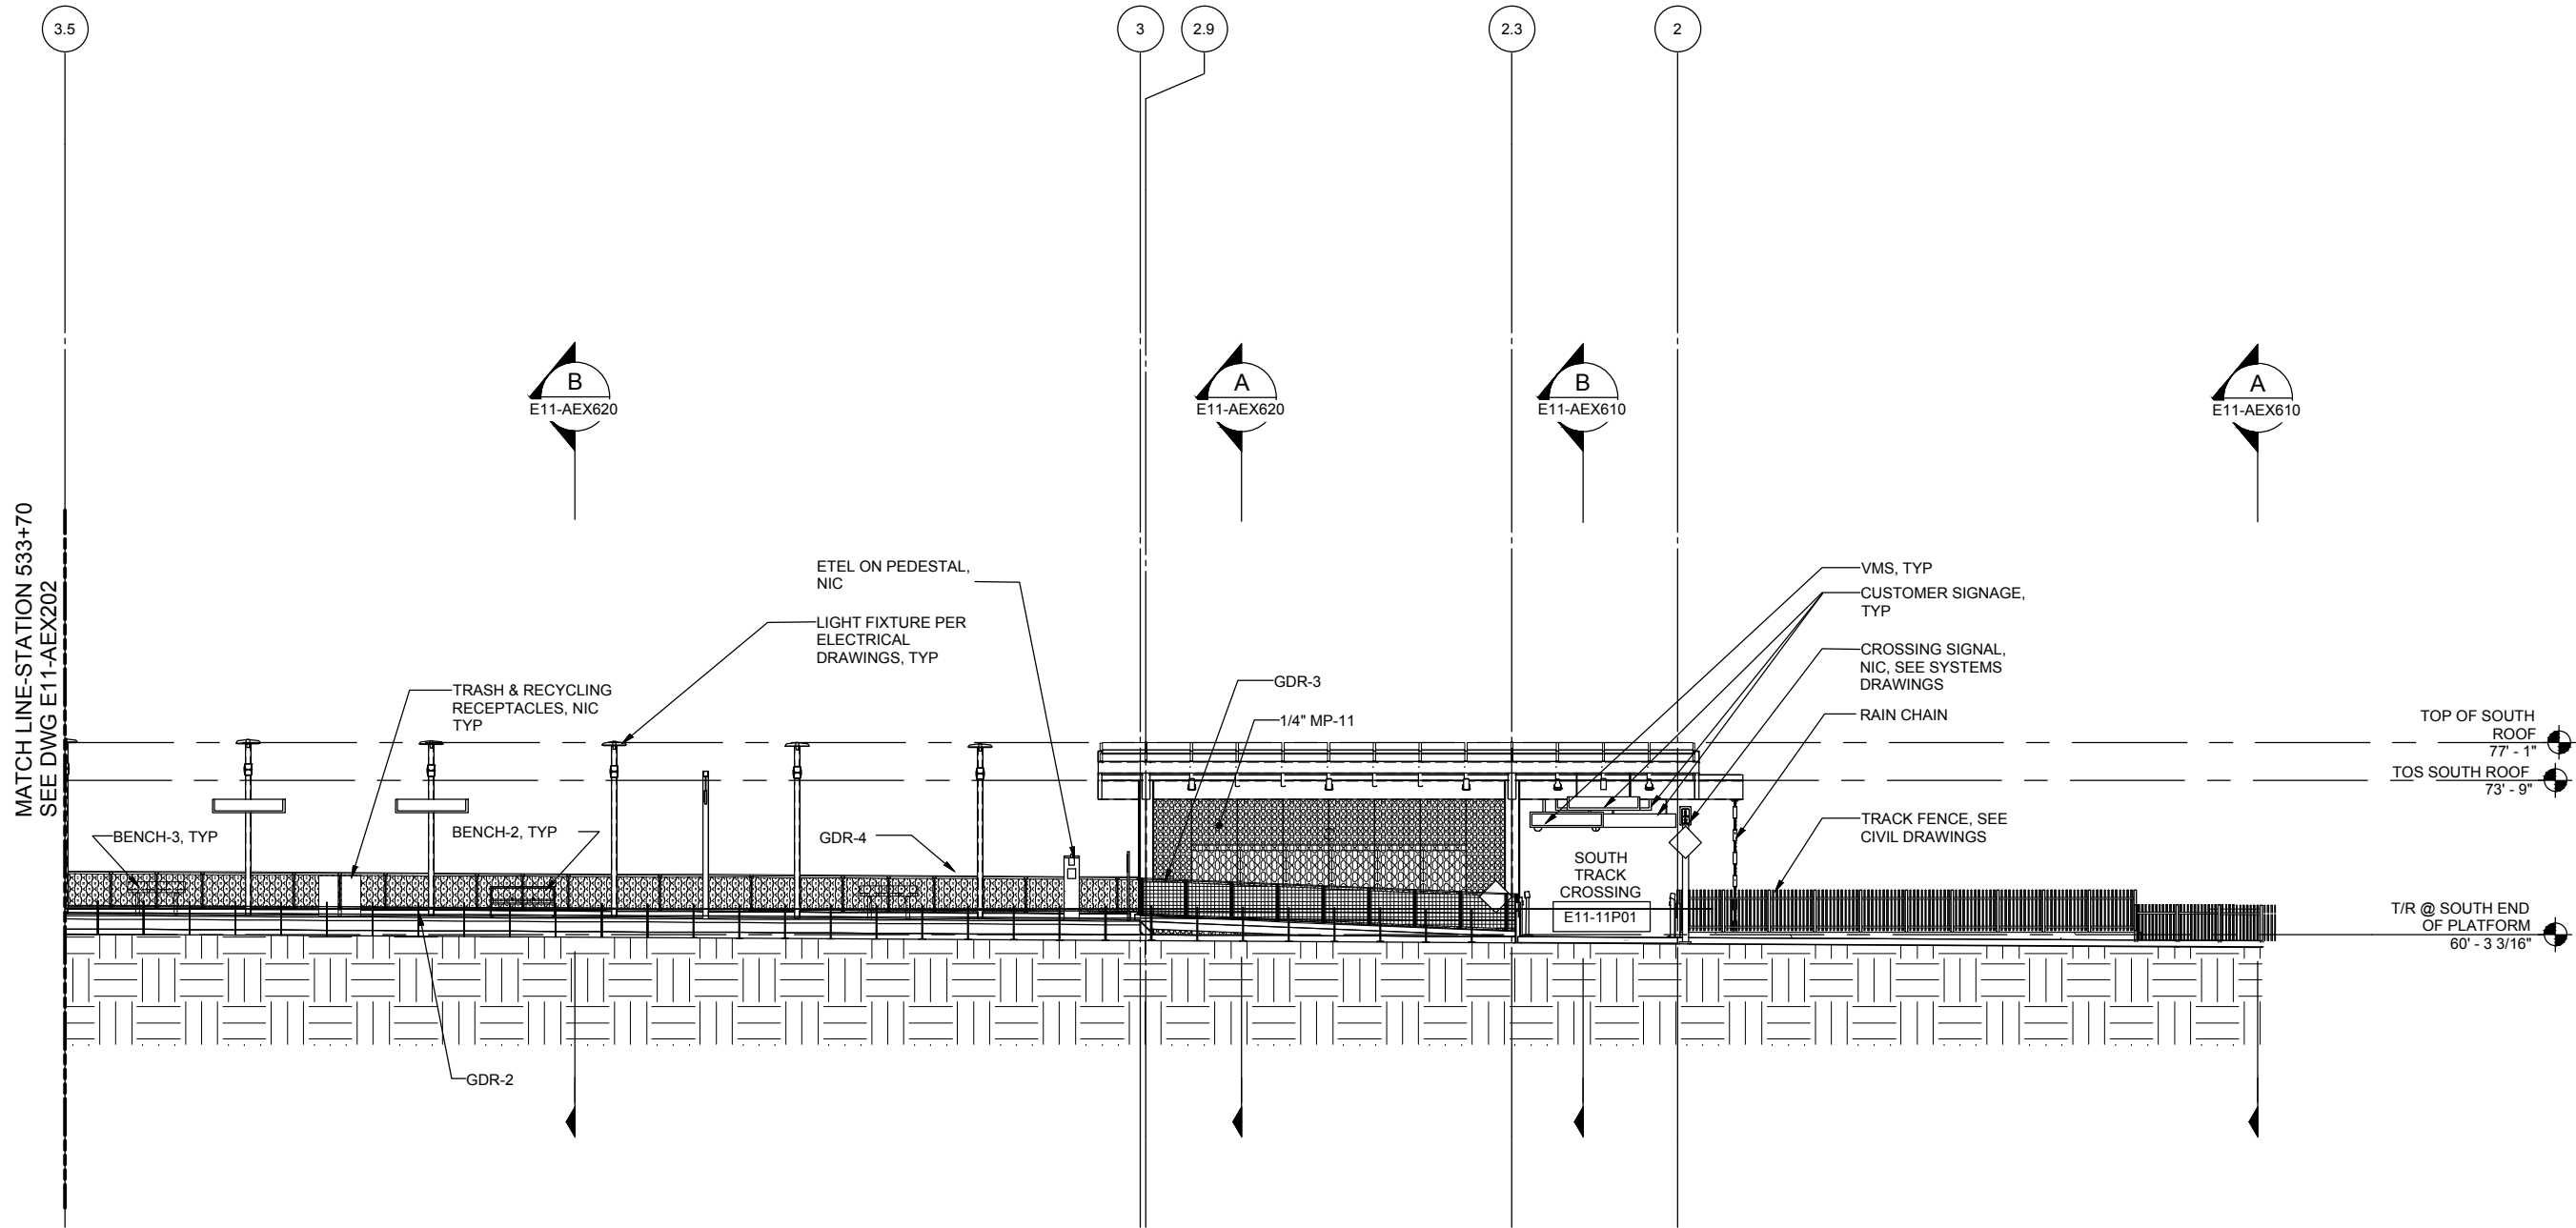 3.5
3
2.9
2.3
2
B
E11-AEX620
A
E11-AEX620
B
E11-AEX610
A
E11-AEX610
MATCH LINE-STATION 533+70
SEE DWG E11-AEX202
ETEL ON PEDESTAL,
NIC
LIGHT FIXTURE PER
ELECTRICAL
DRAWINGS, TYP
TRASH & RECYCLING
RECEPTACLES, NIC
TYP
BENCH-3, TYP
BENCH-2, TYP
GDR-4
GDR-3
1/4" MP-11
VMS, TYP
CUSTOMER SIGNAGE,
TYP
CROSSING SIGNAL,
NIC, SEE SYSTEMS
DRAWINGS
RAIN CHAIN
TRACK FENCE, SEE
CIVIL DRAWINGS
SOUTH
TRACK
CROSSING
E11-11P01
TOP OF SOUTH
ROOF
77' - 1"
TOS SOUTH ROOF
73' - 9"
T/R @ SOUTH END
OF PLATFORM
60' - 3 3/16"
GDR-2